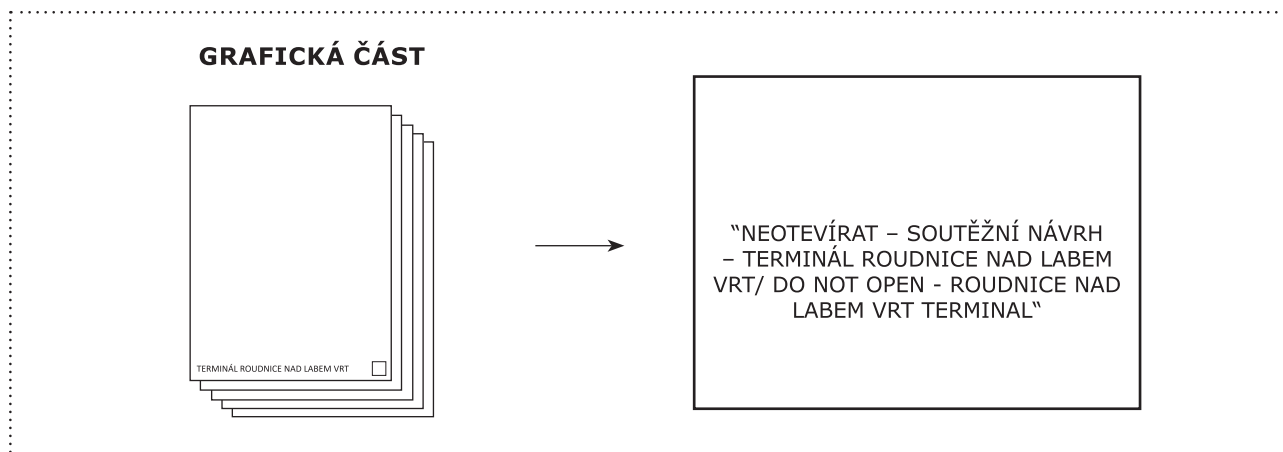 GRAFICKÁ ČÁST
TERMINÁL ROUDNICE NAD LABEM VRT
“NEOTEVÍRAT – SOUTĚŽNÍ NÁVRH
– TERMINÁL ROUDNICE NAD LABEM
VRT/ DO NOT OPEN - ROUDNICE NAD
LABEM VRT TERMINAL“